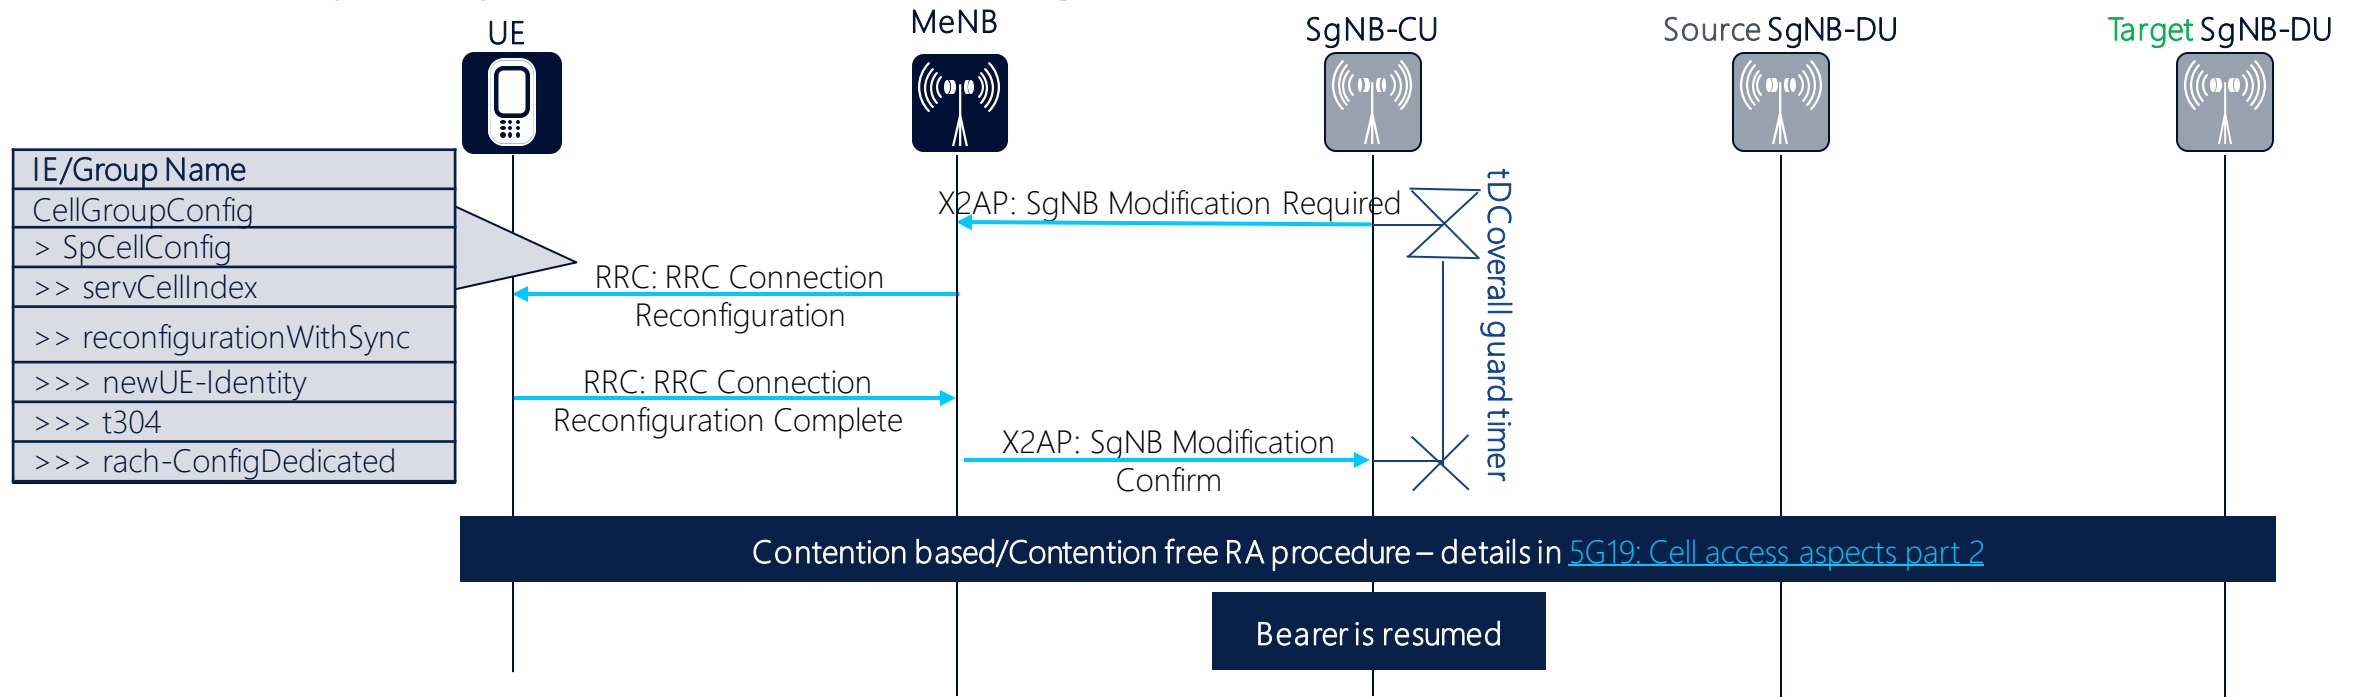 UE
MeNB
SgNB-CU
Source SgNB-DU
Target SgNB-DU
IE/Group Name
CellGroupConfig
> SpCellConfig
>> servCellIndex
>> reconfigurationWithSync
>>> newUE-Identity
>>> t304
>>> rach-ConfigDedicated
X2AP: SgNB Modification Required
tDCoverall guard timer
RRC: RRC Connection
Reconfiguration
RRC: RRC Connection
Reconfiguration Complete
X2AP: SgNB Modification
Confirm
Contention based/Contention free RA procedure – details in 5G19: Cell access aspects part 2
Bearer is resumed